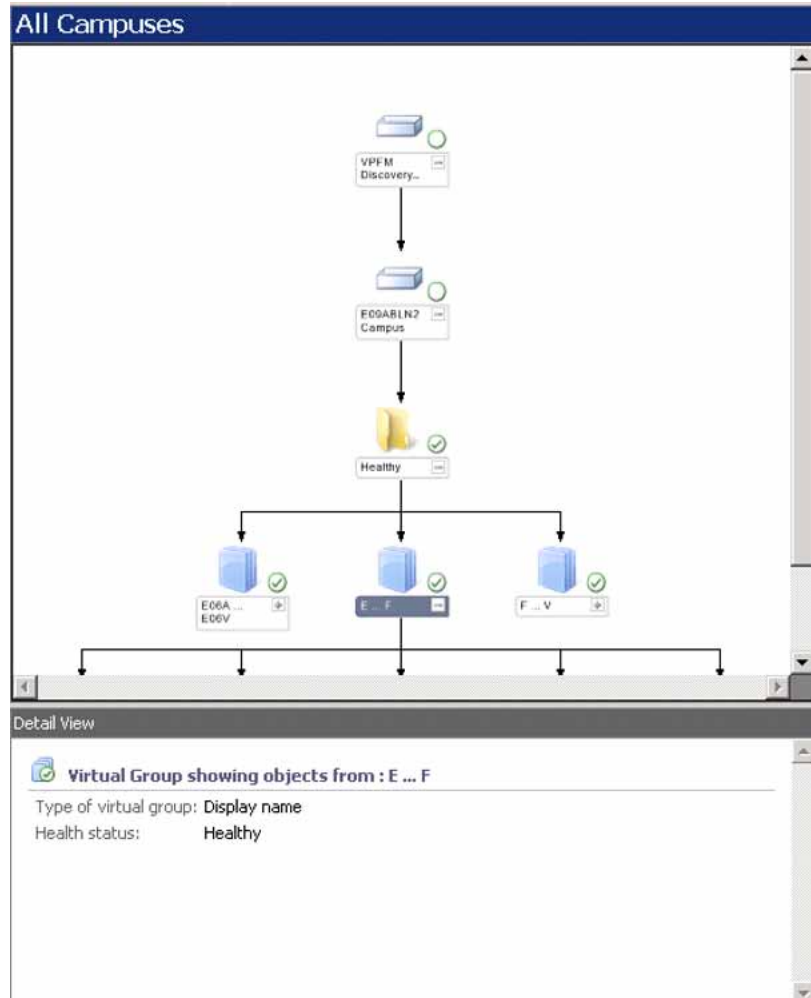 All Campuses
VPFM
Discovery...
E09ABLN2
Campus
Healthy
E06A ...
E06V
E ... F
F ... V
Detail View
Virtual Group showing objects from : E ... F
Type of virtual group: Display name
Health status: Healthy